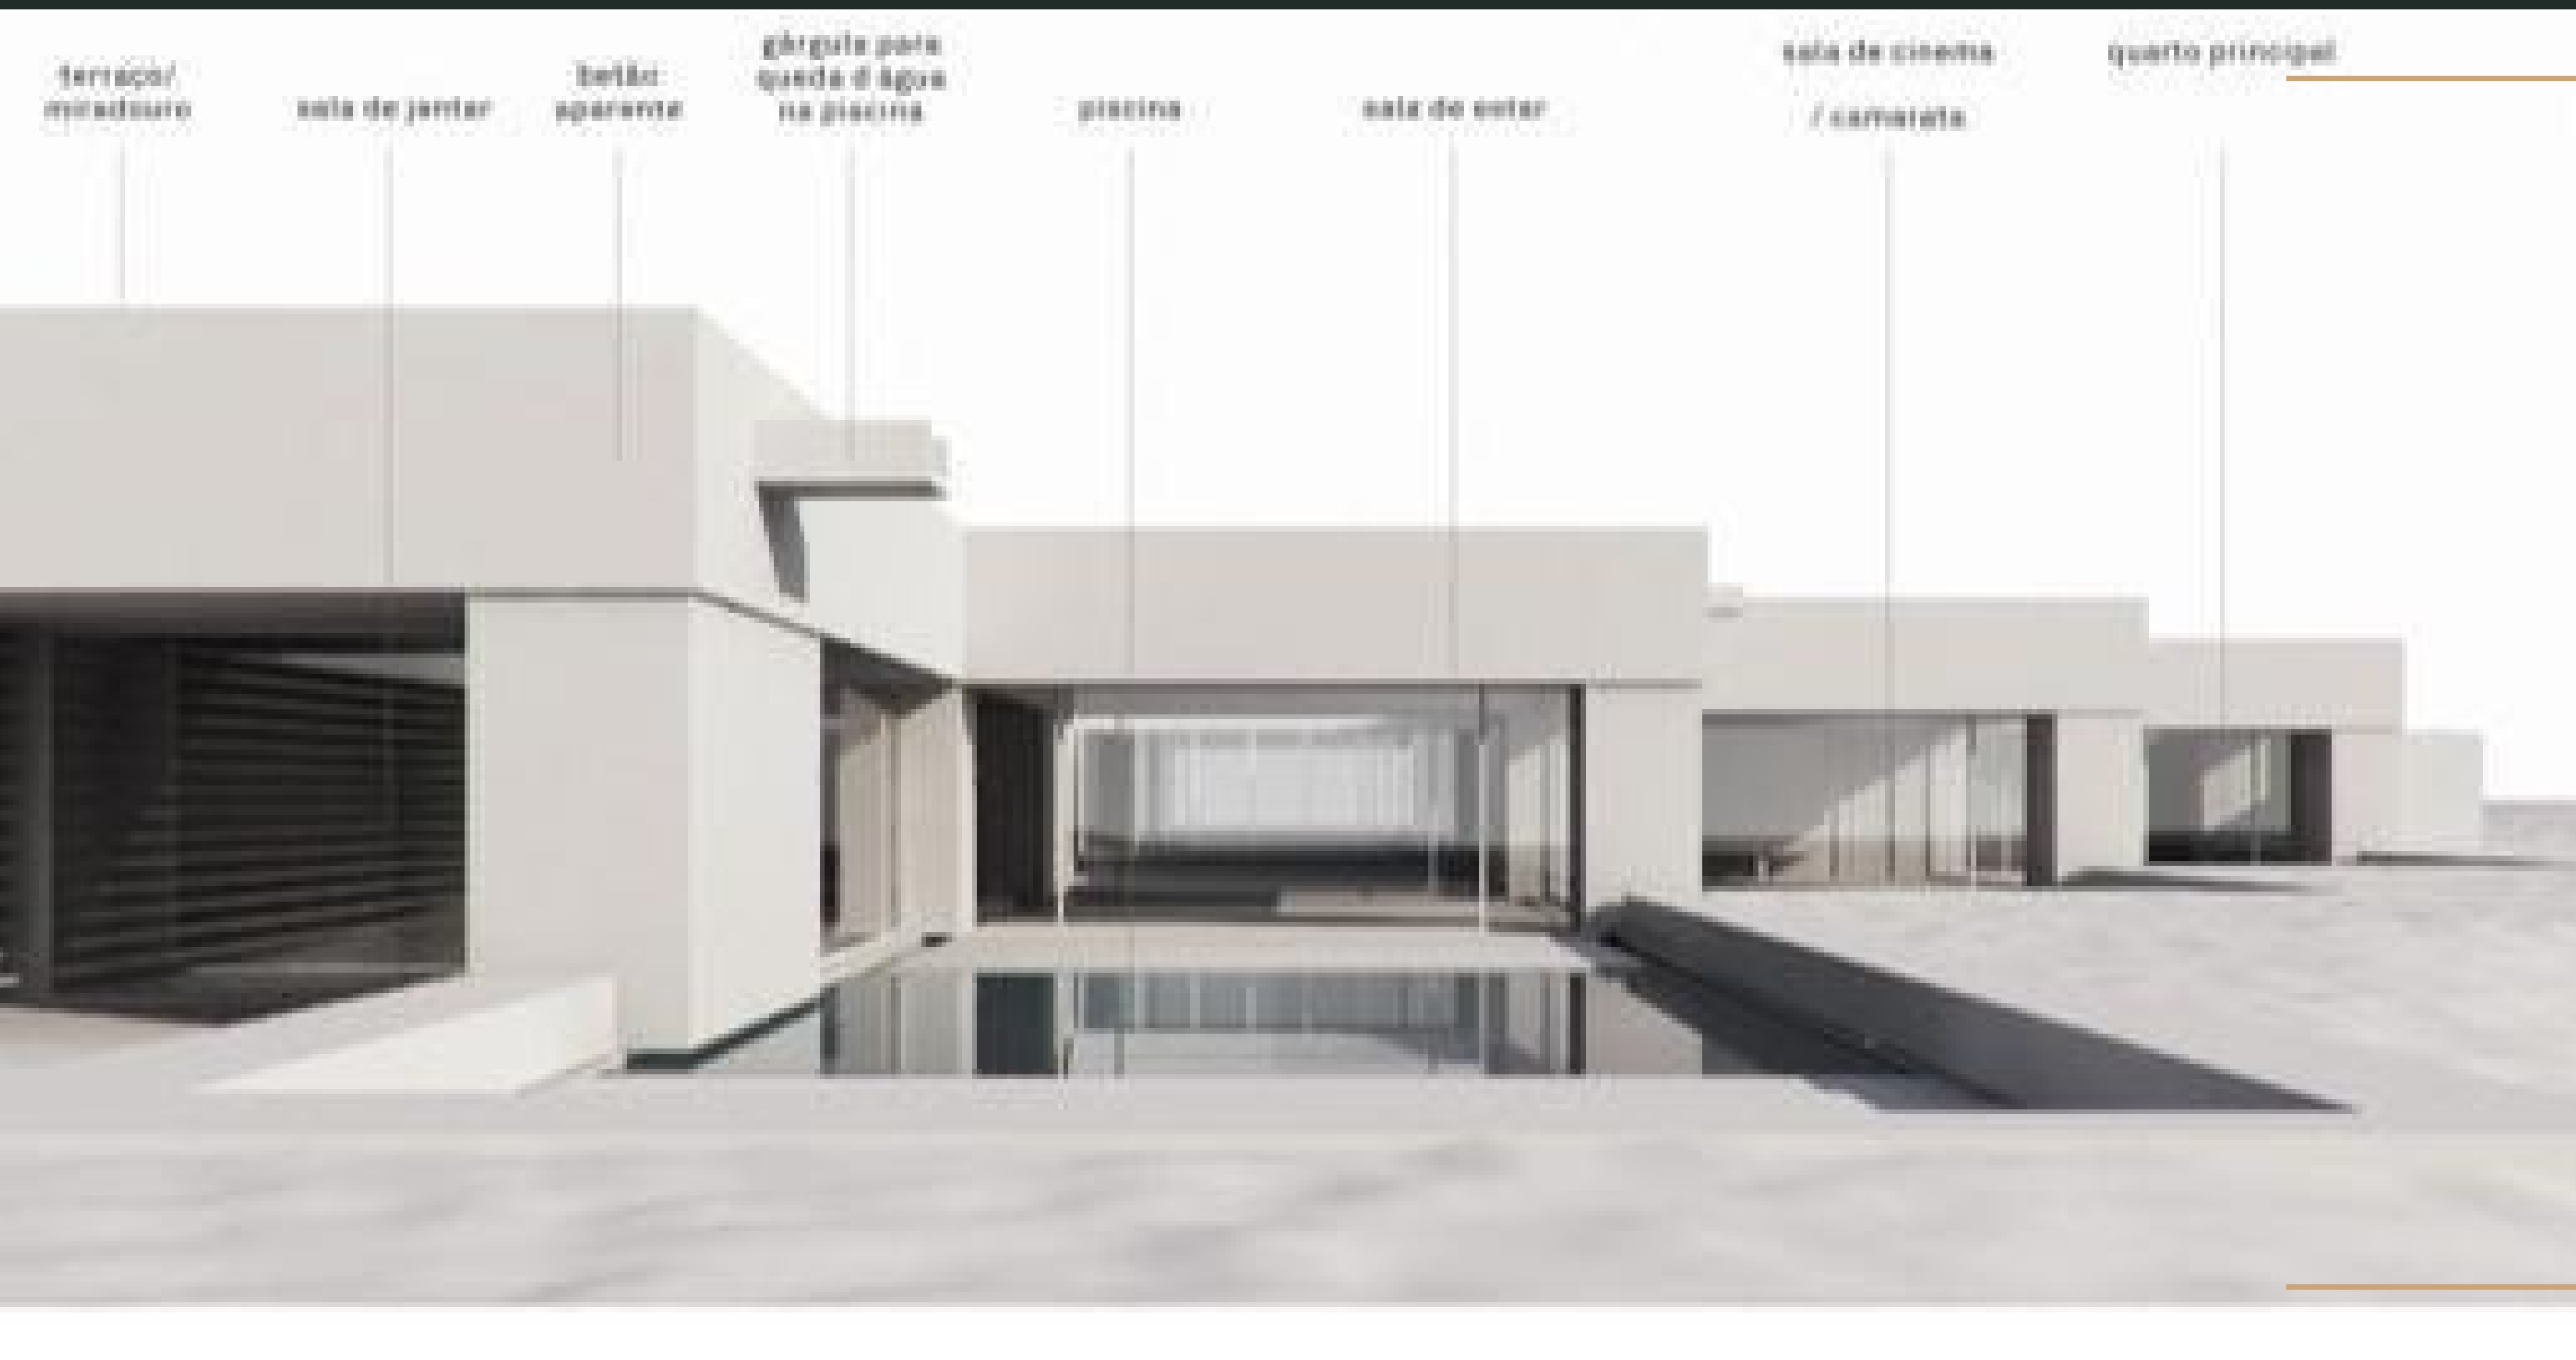 terraço/
miradouro
sala de jantar
betão
aparente
gárgula para
queda d'água
na piscina
piscina
sala de estar
sala de cinema
/ camarata
quarto principal